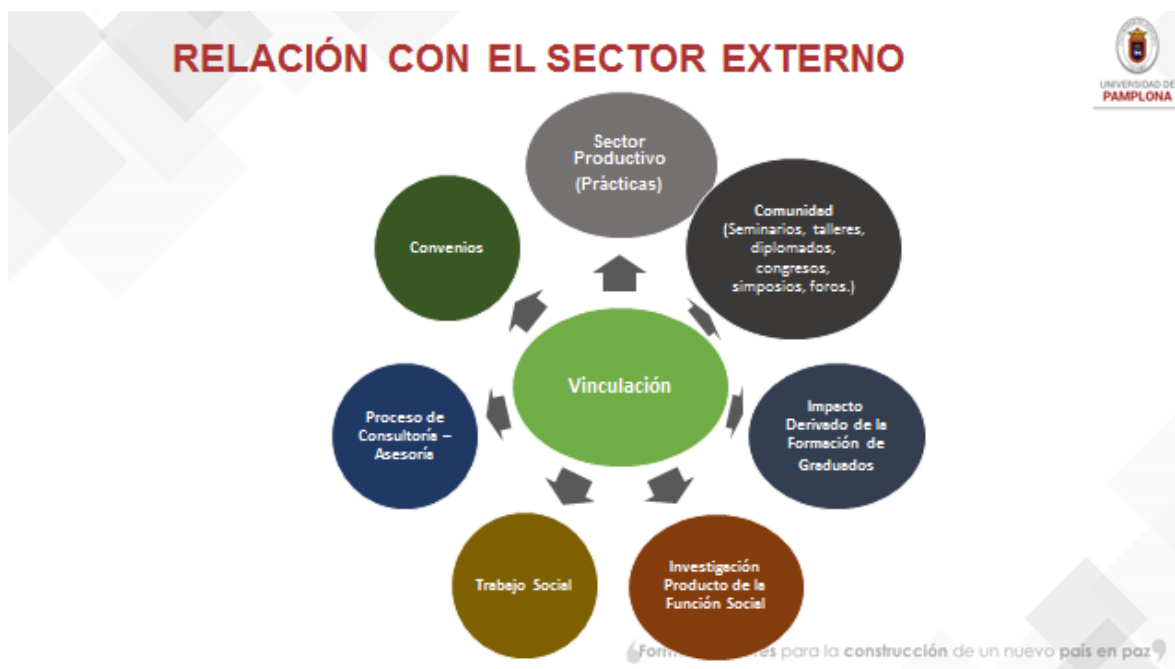 RELACIÓN CON EL SECTOR EXTERNO
UNIVERSIDAD DE
PAMPLONA
Sector
Productivo
(Prácticas)
Comunidad
(Seminarios, talleres,
diplomados,
congresos,
simposios, foros.)
Convenios
Vinculación
Impacto
Derivado de la
Formación de
Graduados
Proceso de
Consultoría –
Asesoría
Trabajo Social
Investigación
Producto de la
Función Social
para la construcción de un nuevo país en paz